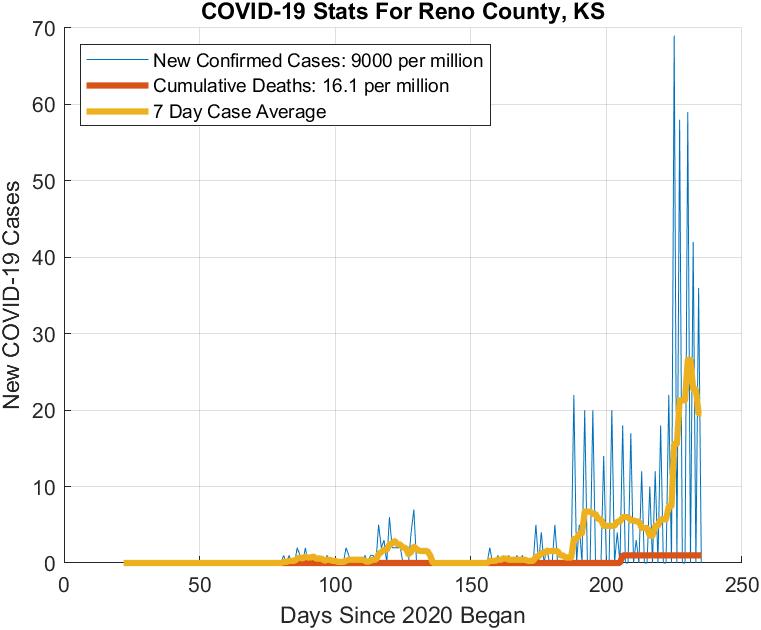 COVID-19 Stats For Reno County, KS
70
60
50
40
30
20
10
0
New Confirmed Cases: 9000 per million
Cumulative Deaths: 16.1 per million
7 Day Case Average
New COVID-19 Cases
0
50
100
150
200
250
Days Since 2020 Began